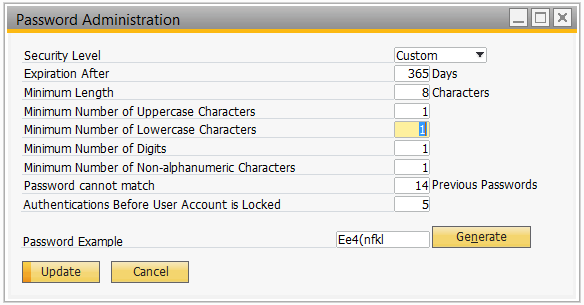 Password Administration
Security Level Custom
Expiration After 365 Days
Minimum Length 8 Characters
Minimum Number of Uppercase Characters 1
Minimum Number of Lowercase Characters 1
Minimum Number of Digits 1
Minimum Number of Non-alphanumeric Characters 1
Password cannot match 14 Previous Passwords
Authentications Before User Account is Locked 5
Password Example Ee4(nfkl Generate
Update Cancel